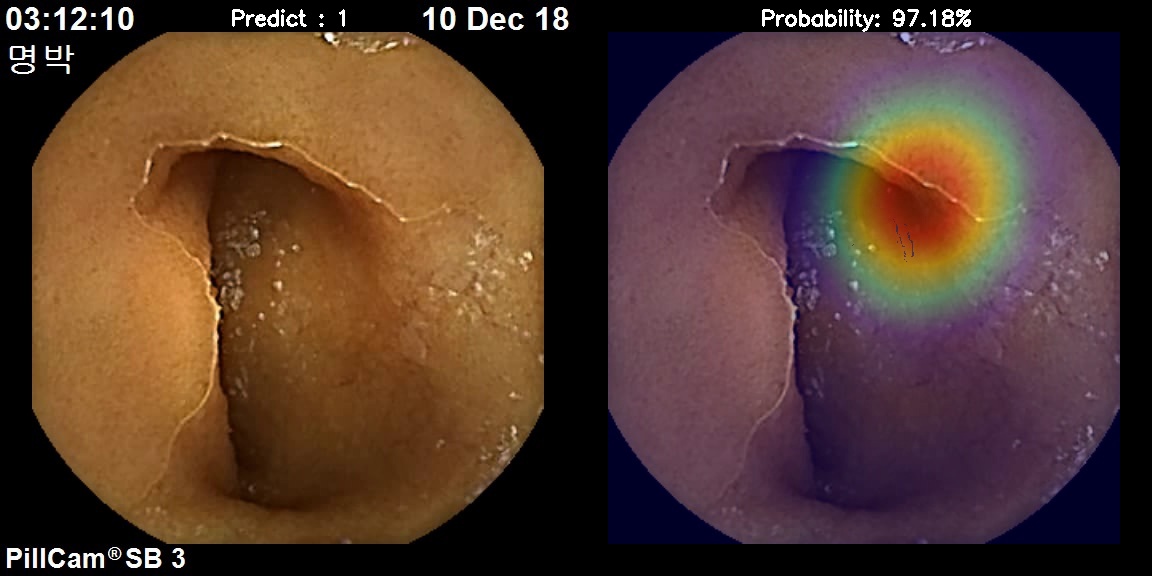 03:12:10
Predict : 1
10 Dec 18
Probability: 97.18%
명박
PillCam® SB 3